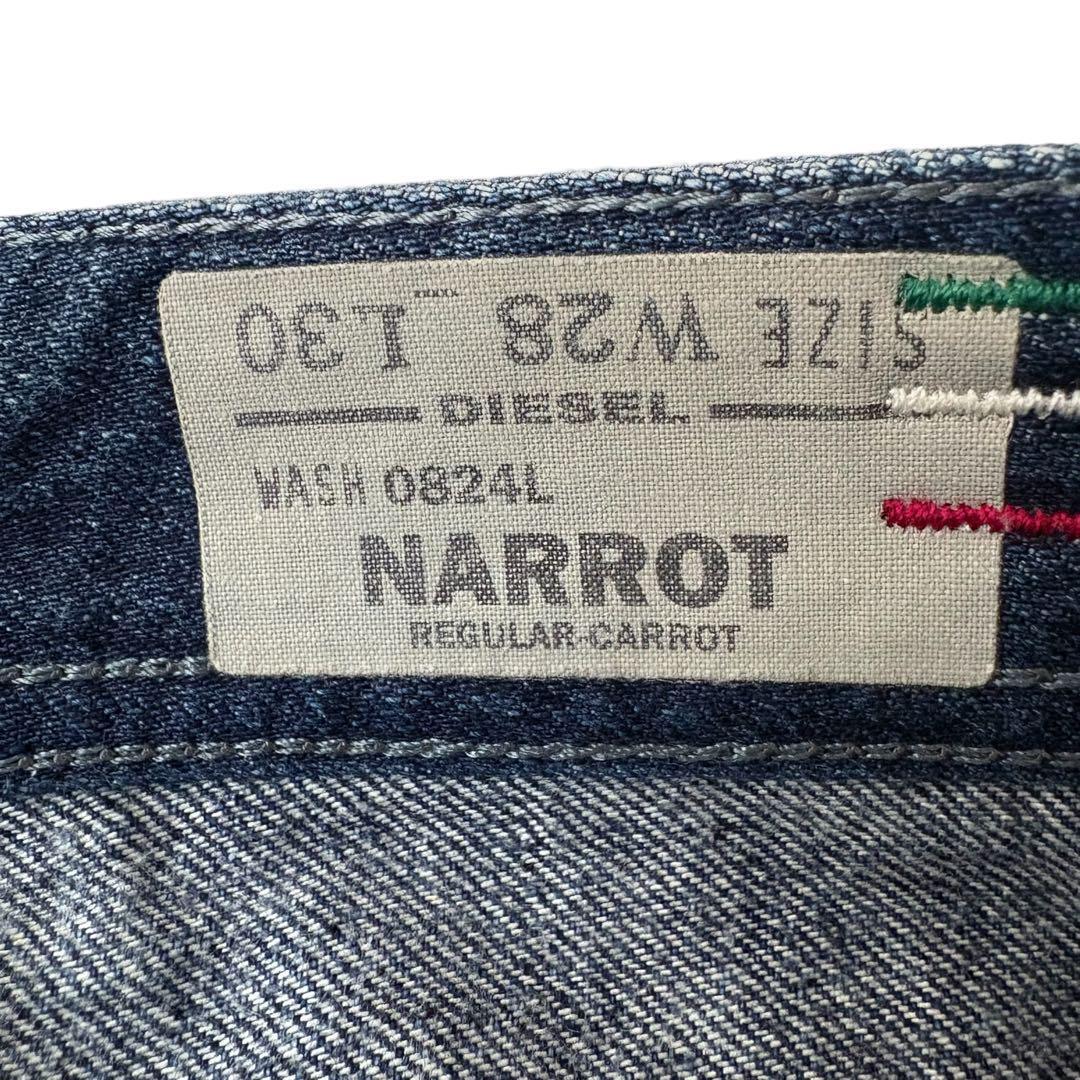 SIZE W28 L30
DIESEL
WASH 0824L
NARROT
REGULAR-CARROT